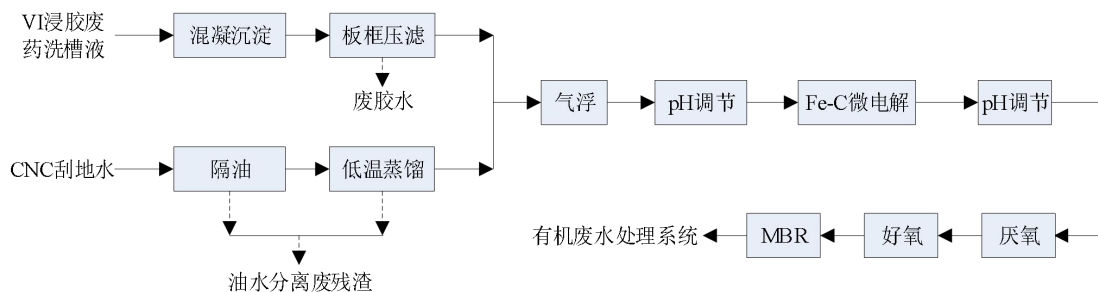 VI浸胶废
药洗槽液
混凝沉淀
板框压滤
废胶水
气浮
pH调节
Fe-C微电解
pH调节
CNC刮地水
隔油
低温蒸馏
油水分离废残渣
有机废水处理系统
MBR
好氧
厌氧